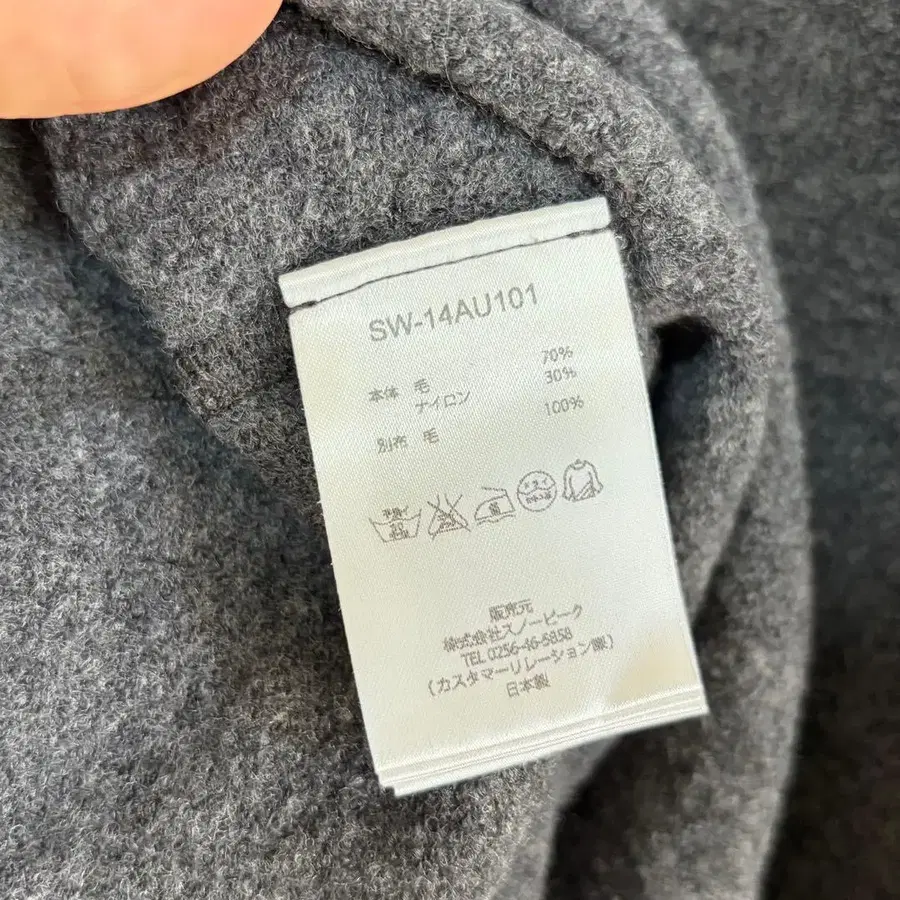 SW-14AU101
本体 毛 70%
ナイロン 30%
別布 毛 100%
販売元
株式会社スノーピーク
TEL 0256-46-5858
(カスタマーリレーション課)
日本製